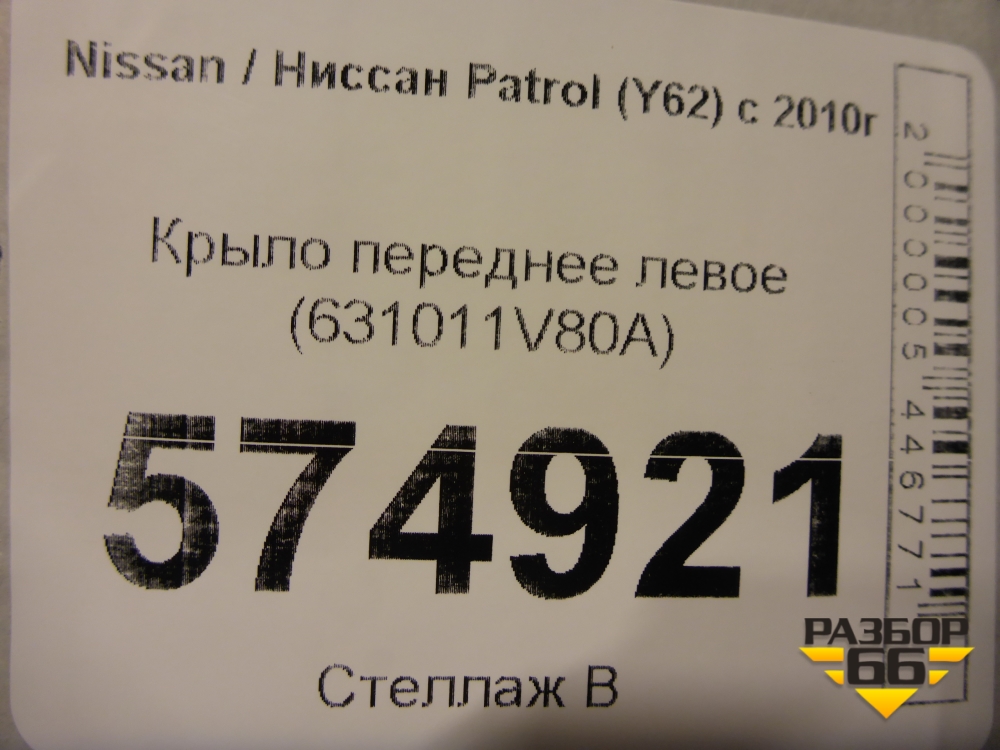 Nissan / Ниссан Patrol (Y62) с 2010г
Крыло переднее левое
(631011V80A)
574921
Стеллаж В
2000005446771
РАЗБОР
66